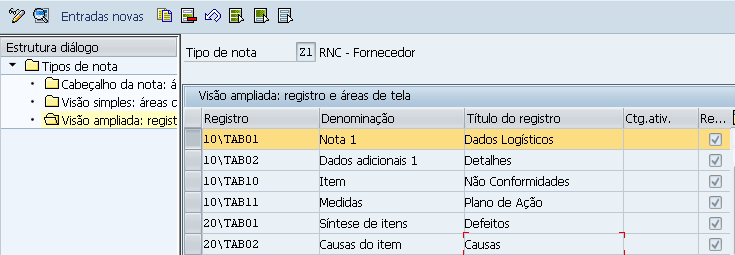 Entradas novas
Estrutura diálogo
Tipos de nota
Cabeçalho da nota: á
Visão simples: áreas c
Visão ampliada: regist
Tipo de nota Z1 RNC - Fornecedor
Visão ampliada: registro e áreas de tela
Registro Denominação Título do registro Ctg.ativ. Re...
10\TAB01 Nota 1 Dados Logísticos
10\TAB02 Dados adicionais 1 Detalhes
10\TAB10 Item Não Conformidades
10\TAB11 Medidas Plano de Ação
20\TAB01 Síntese de itens Defeitos
20\TAB02 Causas do item Causas